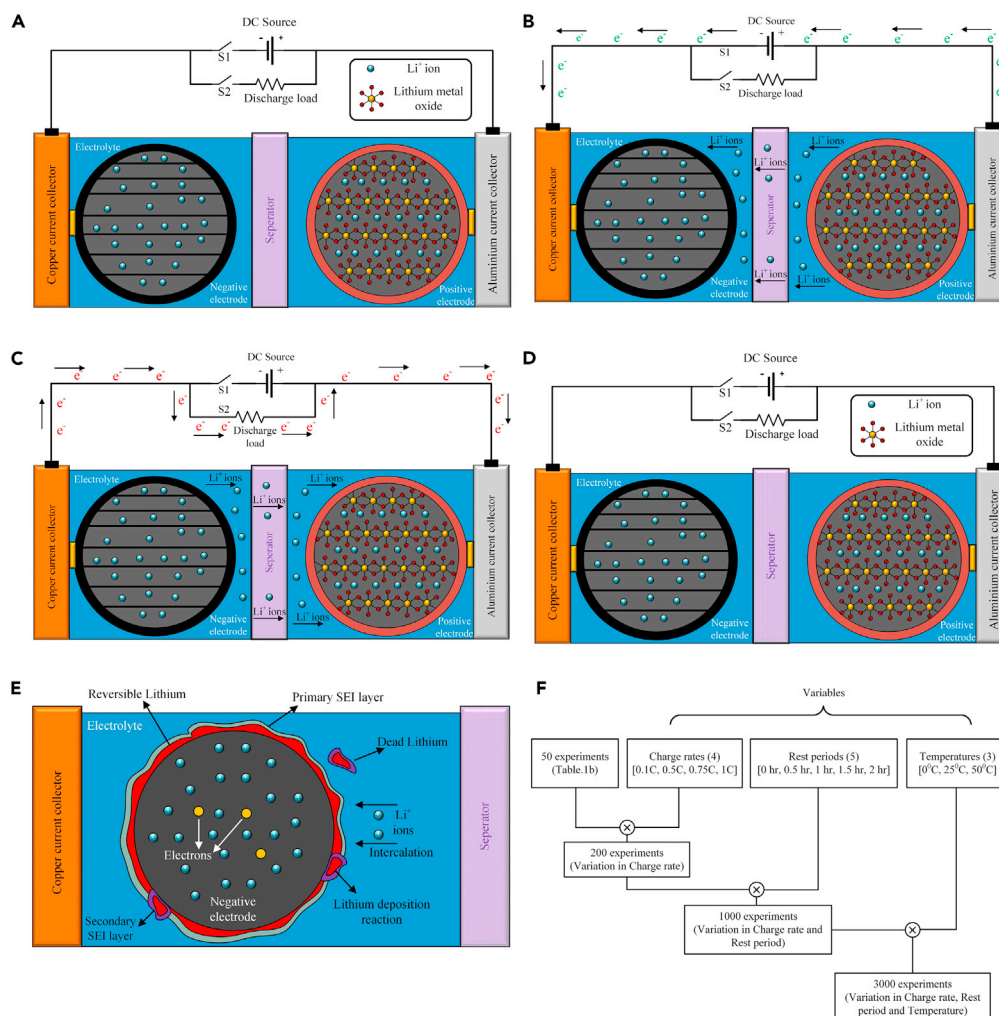 A
DC Source
- +
S1
S2
Discharge load
Li+ ion
Lithium metal
oxide
Electrolyte
Copper current collector
Seperator
Aluminium current collector
Negative
electrode
Positive
electrode
B
DC Source
- +
e- e- e- e- e- e-
S1
S2
Discharge load
e-
e-
e-
e-
Electrolyte
Li+ ions
Li+ ions
Li+ions
Copper current collector
Seperator
Aluminium current collector
Li+ions
Li+ ions
Negative
electrode
Positive
electrode
C
DC Source
- +
e- e- e- e- e- e- e-
S1
S2
e-
e-
e-
e-
e-
e- e- e-
Discharge
load
e-
e-
Electrolyte
Li+ ions
Li+ions
Li+ ions
Copper current collector
Seperator
Aluminium current collector
Li+ions
Li+ ions
Negative
electrode
Positive
electrode
D
DC Source
- +
S1
S2
Discharge load
Li+ ion
Lithium metal
oxide
Electrolyte
Copper current collector
Seperator
Aluminium current collector
Negative
electrode
Positive
electrode
E
Reversible Lithium
Primary SEI layer
Electrolyte
Dead Lithium
Copper current collector
Seperator
Li+
ions
Intercalation
Electrons
Negative
electrode
Lithium deposition
reaction
Secondary
SEI layer
F
Variables
50 experiments
(Table.1b)
Charge rates (4)
[0.1C, 0.5C, 0.75C, 1C]
Rest periods (5)
[0 hr, 0.5 hr, 1 hr, 1.5 hr, 2 hr]
Temperatures (3)
[0⁰C, 25⁰C, 50⁰C]
200 experiments
(Variation in Charge rate)
1000 experiments
(Variation in Charge rate and
Rest period)
3000 experiments
(Variation in Charge rate, Rest
period and Temperature)